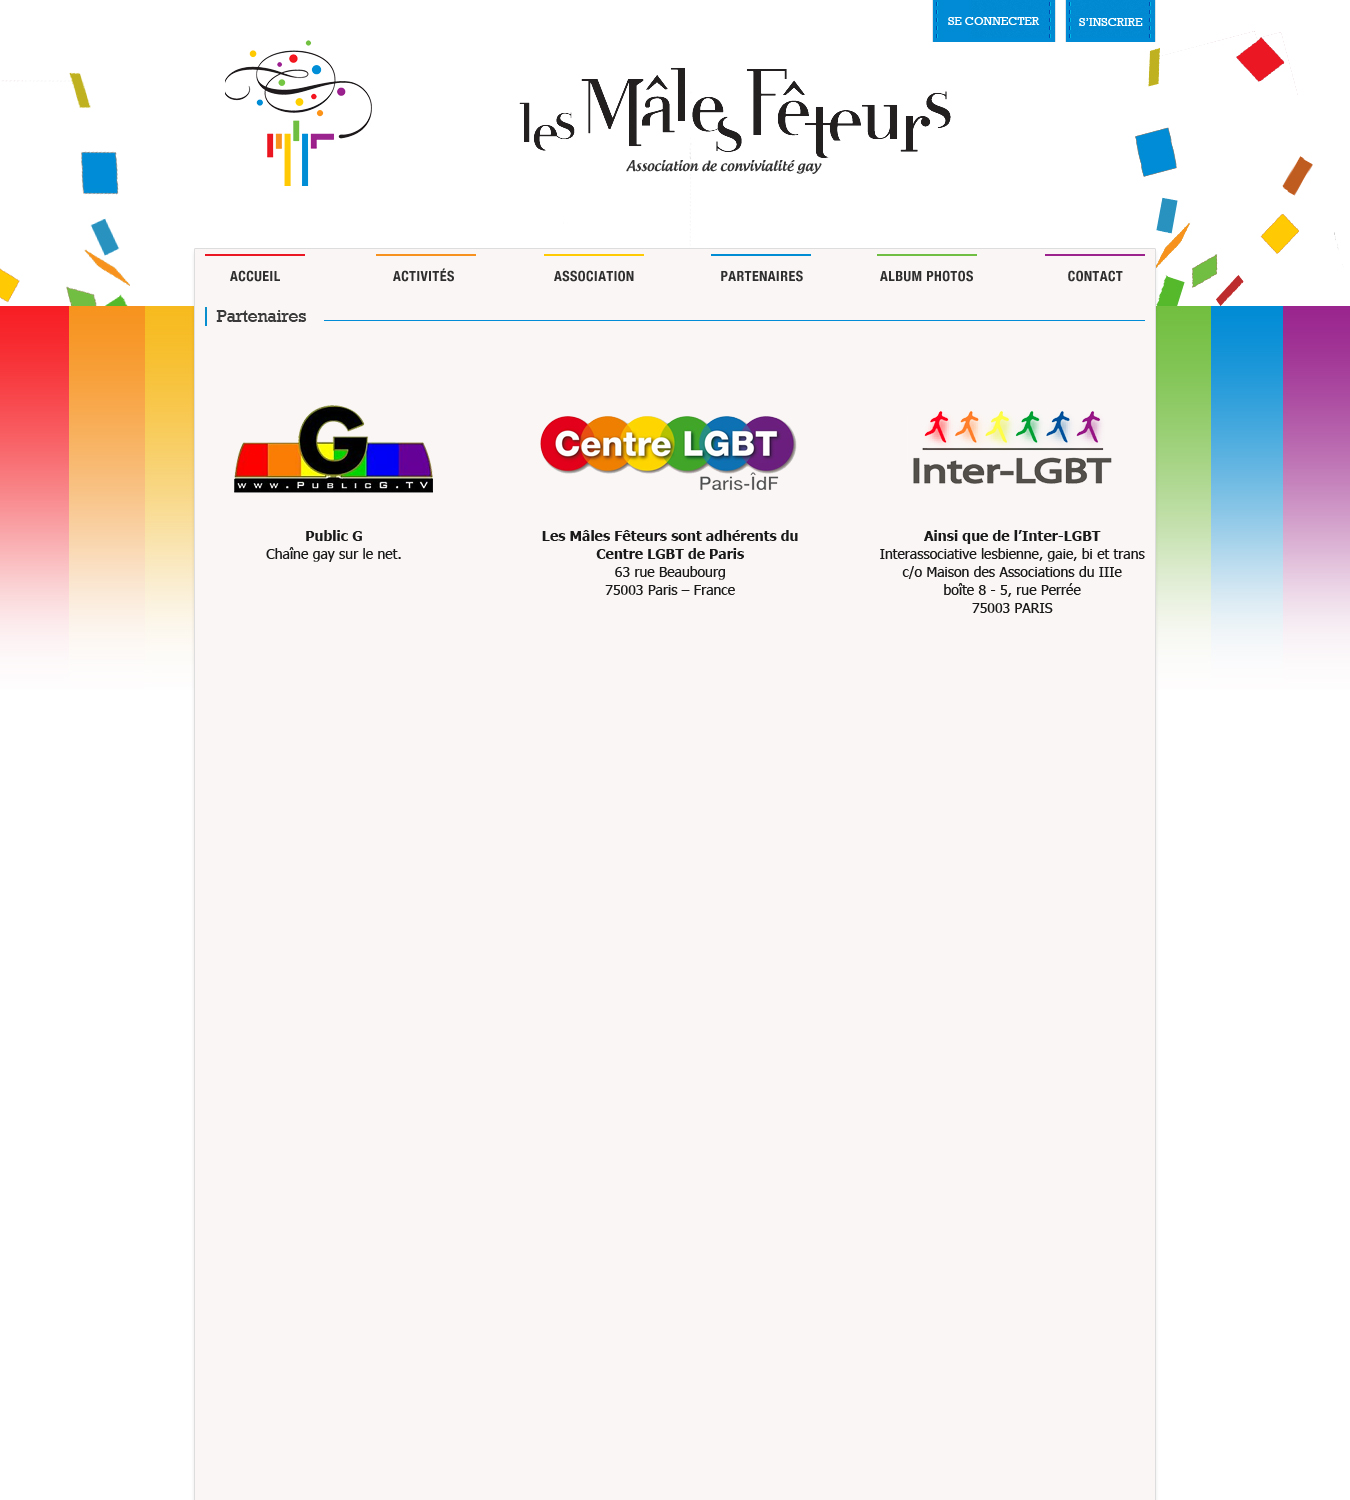 SE CONNECTER
S'INSCRIRE
les Mâles Fêteurs
Association de convivialité gay
ACCUEIL
ACTIVITÉS
ASSOCIATION
PARTENAIRES
ALBUM PHOTOS
CONTACT
Partenaires
G
www.PublicG.TV
Public G
Chaîne gay sur le net.
Centre LGBT
Paris-ÎdF
Les Mâles Fêteurs sont adhérents du
Centre LGBT de Paris
63 rue Beaubourg
75003 Paris – France
Inter-LGBT
Ainsi que de l’Inter-LGBT
Interassociative lesbienne, gaie, bi et trans
c/o Maison des Associations du IIIe
boîte 8 - 5, rue Perrée
75003 PARIS